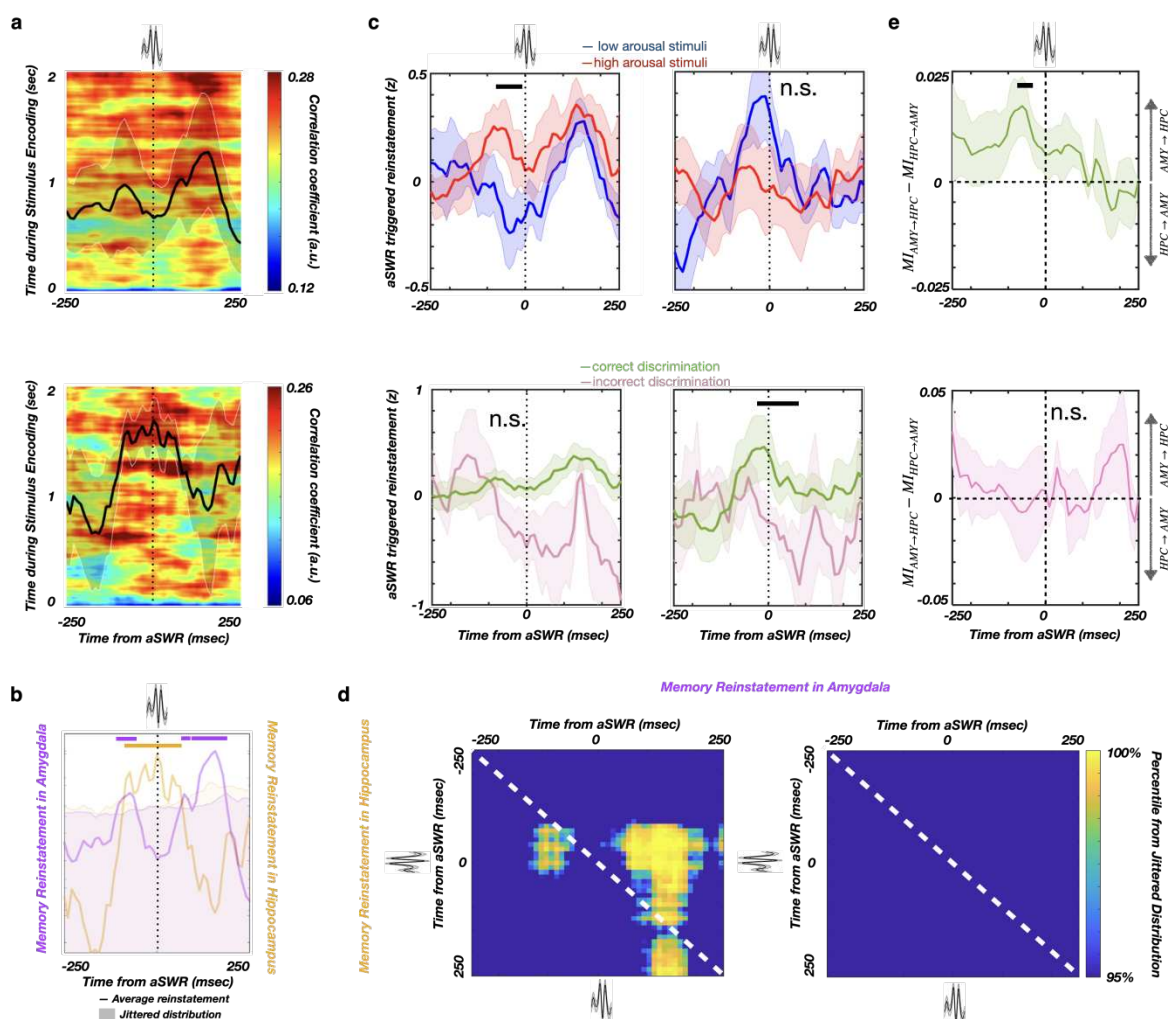 a
2
1
0
-250
250
Time during Stimulus Encoding (sec)
0.28
0.12
Correlation coefficient (a.u.)
2
1
0
-250
250
Time from aSWR (msec)
Time during Stimulus Encoding (sec)
0.26
0.06
Correlation coefficient (a.u.)
b
Memory Reinstatement in Amygdala
Memory Reinstatement in Hippocampus
-250
250
Time from aSWR (msec)
Average reinstatement
Jittered distribution
c
low arousal stimuli
high arousal stimuli
aSWR triggered reinstatement (z)
0.5
0
-0.5
-250
0
250
n.s.
-250
0
250
correct discrimination
incorrect discrimination
aSWR triggered reinstatement (z)
1
0
-1
n.s.
-250
0
250
Time from aSWR (msec)
-250
0
250
Time from aSWR (msec)
d
Memory Reinstatement in Amygdala
Memory Reinstatement in Hippocampus
Time from aSWR (msec)
-250
0
250
Time from aSWR (msec)
-250
0
250
Time from aSWR (msec)
-250
0
250
Time from aSWR (msec)
-250
0
250
100%
95%
Percentile from Jittered Distribution
e
MI AMY→HPC − MI HPC→AMY
0.025
0
-0.025
-250
0
250
AMY → HPC
HPC → AMY
MI AMY→HPC − MI HPC→AMY
0.05
0
-0.05
n.s.
-250
0
250
Time from aSWR (msec)
AMY → HPC
HPC → AMY